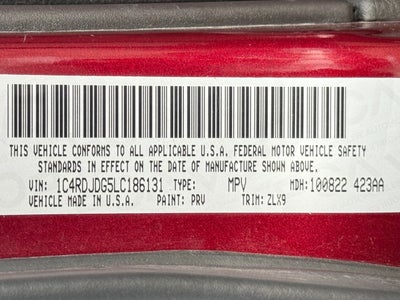 THIS VEHICLE CONFORMS TO ALL APPLICABLE U.S.A. FEDERAL MOTOR VEHICLE SAFETY
STANDARDS IN EFFECT ON THE DATE OF MANUFACTURE SHOWN ABOVE.
VIN: 1C4RDJDG5LC186131 TYPE: MPV MDH:100822 423AA
VEHICLE MADE IN U.S.A. PAINT: PRV TRIM: ZLX9